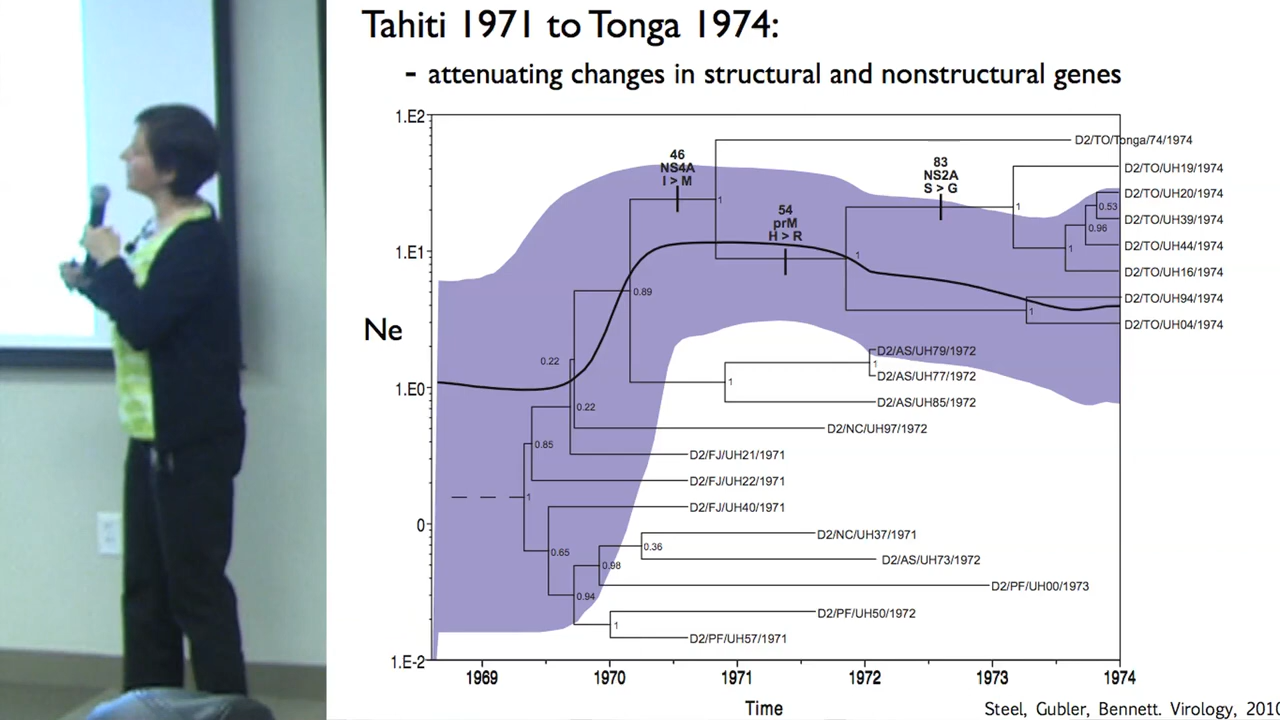 Tahiti 1971 to Tonga 1974:
- attenuating changes in structural and nonstructural genes
1.E2
1.E1
1.E0
0
1.E-2
Ne
46
NS4A
I > M
54
prM
H > R
83
NS2A
S > G
D2/TO/Tonga/74/1974
D2/TO/UH19/1974
D2/TO/UH20/1974
D2/TO/UH39/1974
D2/TO/UH44/1974
D2/TO/UH16/1974
D2/TO/UH94/1974
D2/TO/UH04/1974
D2/AS/UH79/1972
D2/AS/UH77/1972
D2/AS/UH85/1972
D2/NC/UH97/1972
D2/FJ/UH21/1971
D2/FJ/UH22/1971
D2/FJ/UH40/1971
D2/NC/UH37/1971
D2/AS/UH73/1972
D2/PF/UH00/1973
D2/PF/UH50/1972
D2/PF/UH57/1971
1
1
1
0.53
0.96
1
1
0.89
0.22
0.22
1
1
0.85
1
0.65
0.36
0.98
0.94
1
1969 1970 1971 1972 1973 1974
Time
Steel, Gubler, Bennett. Virology, 2010